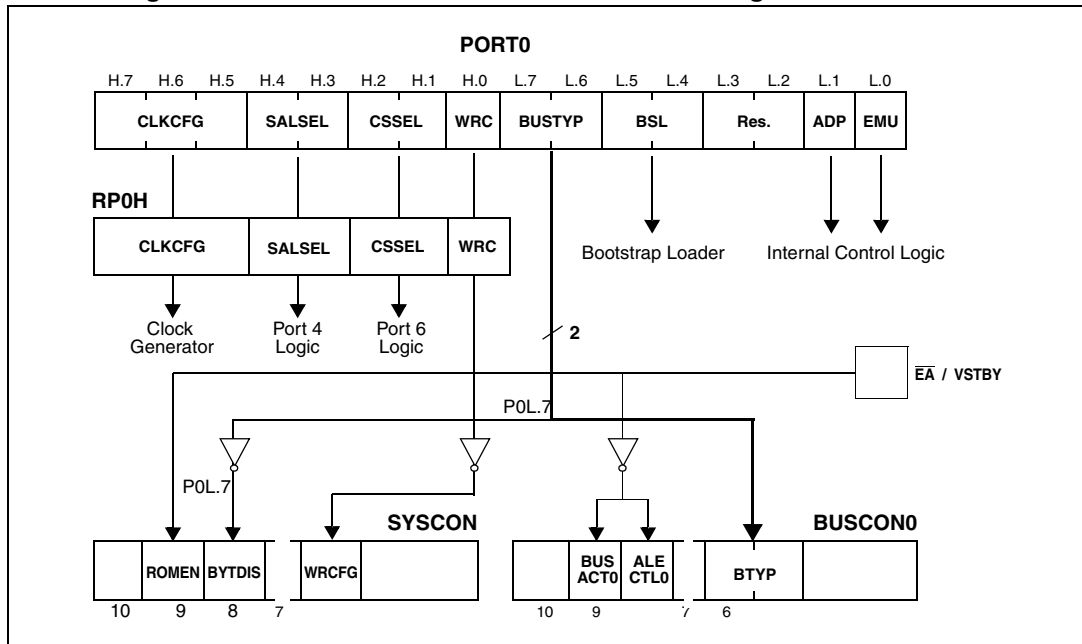 PORT0
H.7 H.6 H.5 H.4 H.3 H.2 H.1 H.0 L.7 L.6 L.5 L.4 L.3 L.2 L.1 L.0
CLKCFG SALSEL CSSEL WRC BUSTYP BSL Res. ADP EMU
RP0H
CLKCFG SALSEL CSSEL WRC
Bootstrap Loader Internal Control Logic
Clock Generator
Port 4 Logic
Port 6 Logic
2
EA / VSTBY
P0L.7
P0L.7
SYSCON BUSCON0
ROMEN BYTDIS WRCFG
BUS ACT0
ALE CTL0
BTYP
10 9 8 7 10 9 7 6